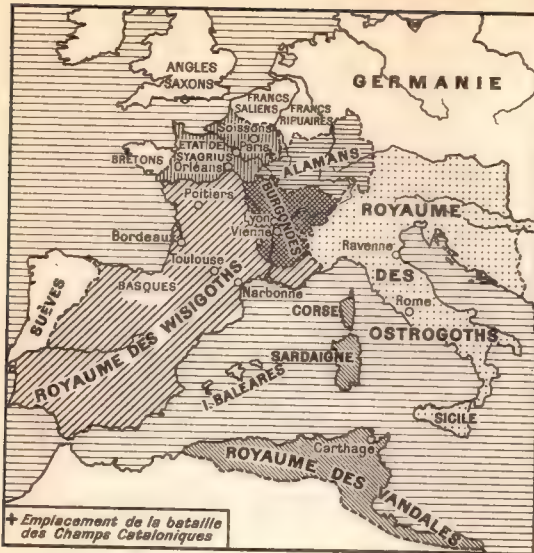 ANGLES
SAXONS
GERMANIE
FRANCS
SALIENS
FRANCS
RIPUAIRES
Soissons
ÉTAT DE
SYAGRIUS
Paris
BRETONS
Orléans
ALAMANS
Poitiers
BURGONDES
ROYAUME
Lyon
Vienne
Bordeaux
Ravenne
Toulouse
DES
BASQUES
Narbonne
SUÈVES
CORSE
Rome
OSTROGOTHS
ROYAUME DES WISIGOTHS
SARDAIGNE
I. BALÉARES
SICILE
Carthage
ROYAUME DES VANDALES
+ Emplacement de la bataille
des Champs Cataloniques